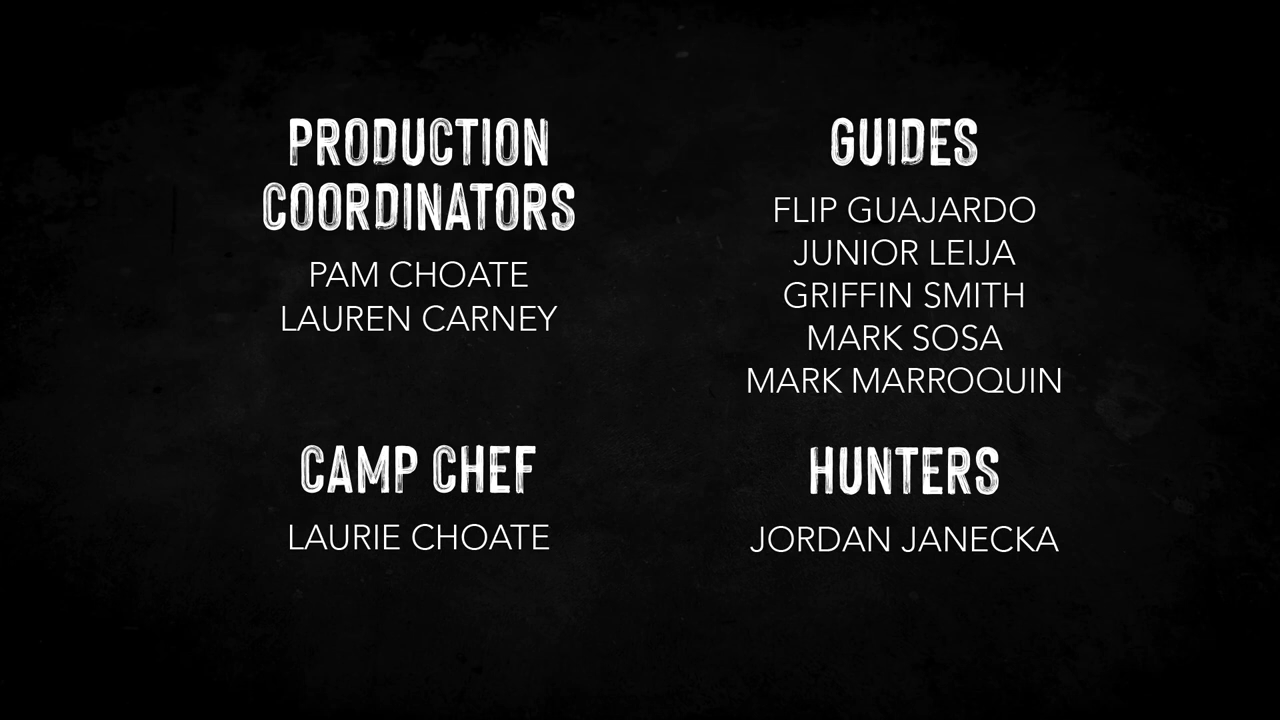 PRODUCTION
COORDINATORS
PAM CHOATE
LAUREN CARNEY
GUIDES
FLIP GUAJARDO
JUNIOR LEIJA
GRIFFIN SMITH
MARK SOSA
MARK MARROQUIN
CAMP CHEF
LAURIE CHOATE
HUNTERS
JORDAN JANECKA